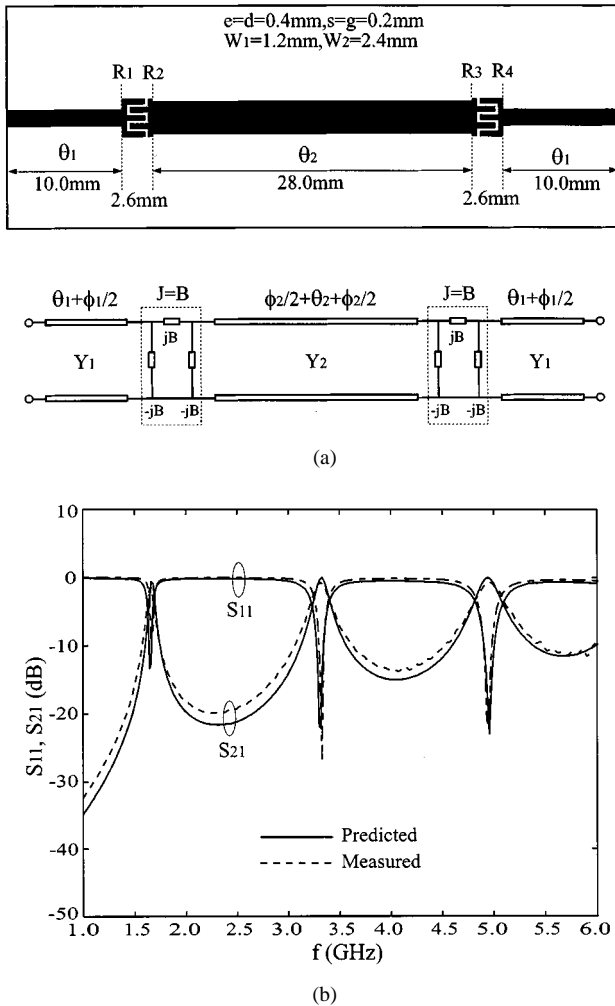 e=d=0.4mm,s=g=0.2mm
W1=1.2mm,W2=2.4mm
R1 R2 R3 R4
θ1 θ2 θ1
10.0mm 28.0mm 10.0mm
2.6mm 2.6mm
θ1+ϕ1/2 J=B ϕ2/2+θ2+ϕ2/2 J=B θ1+ϕ1/2
jB jB
Y1 Y2 Y1
-jB -jB -jB -jB
(a)
10
0
-10
-20
-30
-40
-50
S11, S21 (dB)
S11
S21
Predicted
Measured
1.0 1.5 2.0 2.5 3.0 3.5 4.0 4.5 5.0 5.5 6.0
f (GHz)
(b)